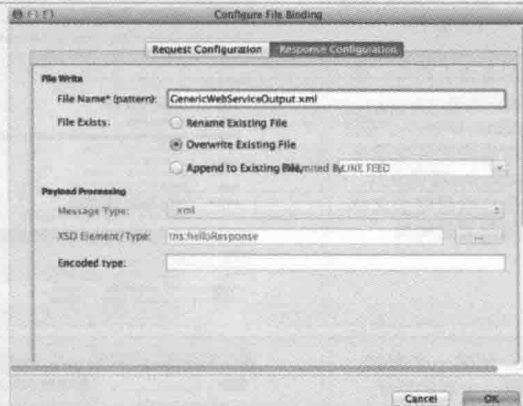 Configure File Binding
Request Configuration Response Configuration
File Write
File Name* (pattern): GenericWebServiceOutput.xml
File Exists: Rename Existing File
Overwrite Existing File
Append to Existing File, By LINE FEED
Payload Processing
Message Type: xml
XSD Element/Type: tns:helloResponse ...
Encoded type:
Cancel OK